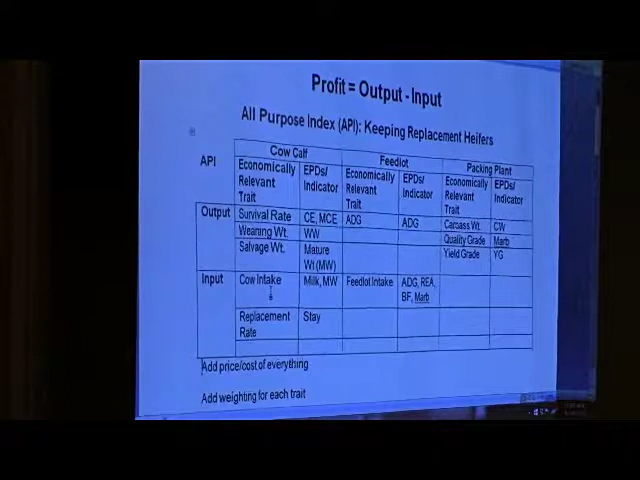 Profit = Output - Input
All Purpose Index (API): Keeping Replacement Heifers
API
Cow Calf
Feedlot
Packing Plant
Economically Relevant Trait
EPDs/ Indicator
Economically Relevant Trait
EPDs/ Indicator
Economically Relevant Trait
EPDs/ Indicator
Output
Survival Rate
CE, MCE
ADG
ADG
Carcass Wt.
CW
Weaning Wt.
WW
Quality Grade
Marb
Salvage Wt.
Mature Wt (MW)
Yield Grade
YG
Input
Cow Intake
Milk, MW
Feedlot Intake
ADG, REA, BF, Marb
Replacement Rate
Stay
Add price/cost of everything
Add weighting for each trait